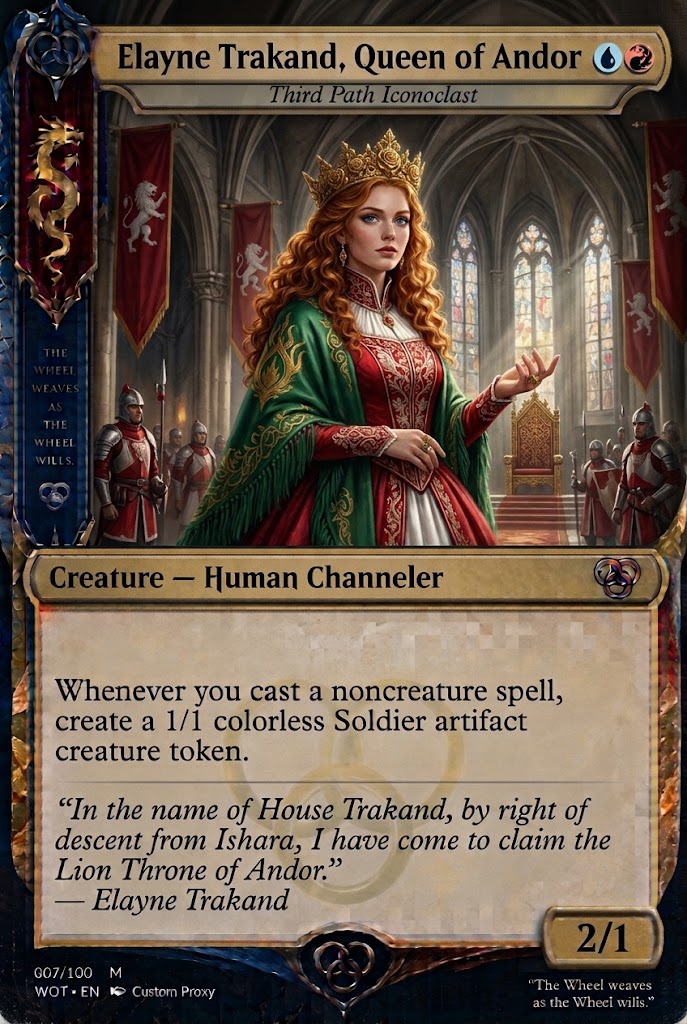 Elayne Trakand, Queen of Andor
Third Path Iconoclast
THE
WHEEL
WEAVES
AS
THE
WHEEL
WILLS.
Creature — Human Channeler
Whenever you cast a noncreature spell,
create a 1/1 colorless Soldier artifact
creature token.
“In the name of House Trakand, by right of
descent from Ishara, I have come to claim the
Lion Throne of Andor.”
— Elayne Trakand
2/1
007/100 M
WOT • EN Custom Proxy
“The Wheel weaves
as the Wheel wills.”